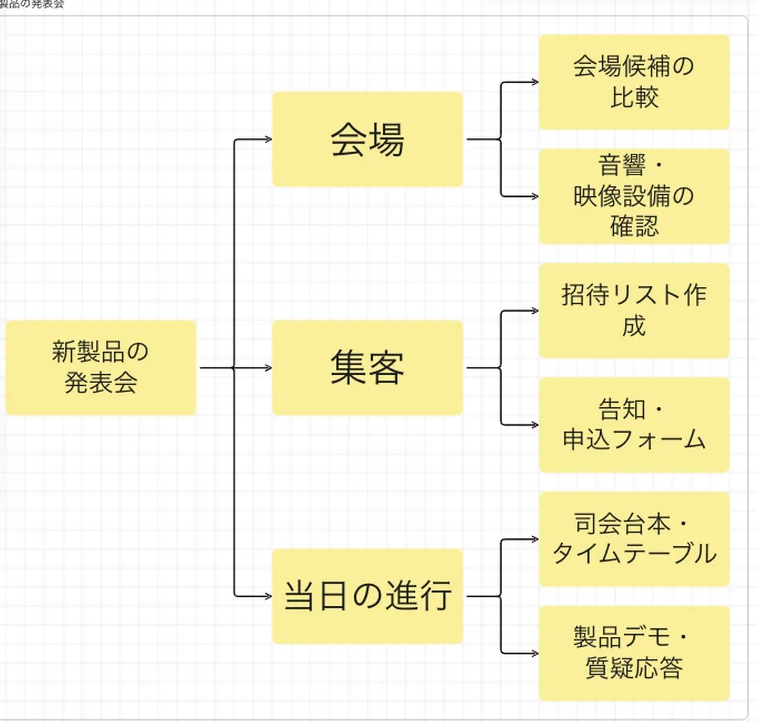 製品の発表会
会場候補の
比較
会場
音響・
映像設備の
確認
招待リスト作
成
新製品の
発表会
集客
告知・
申込フォーム
司会台本・
タイムテーブル
当日の進行
製品デモ・
質疑応答